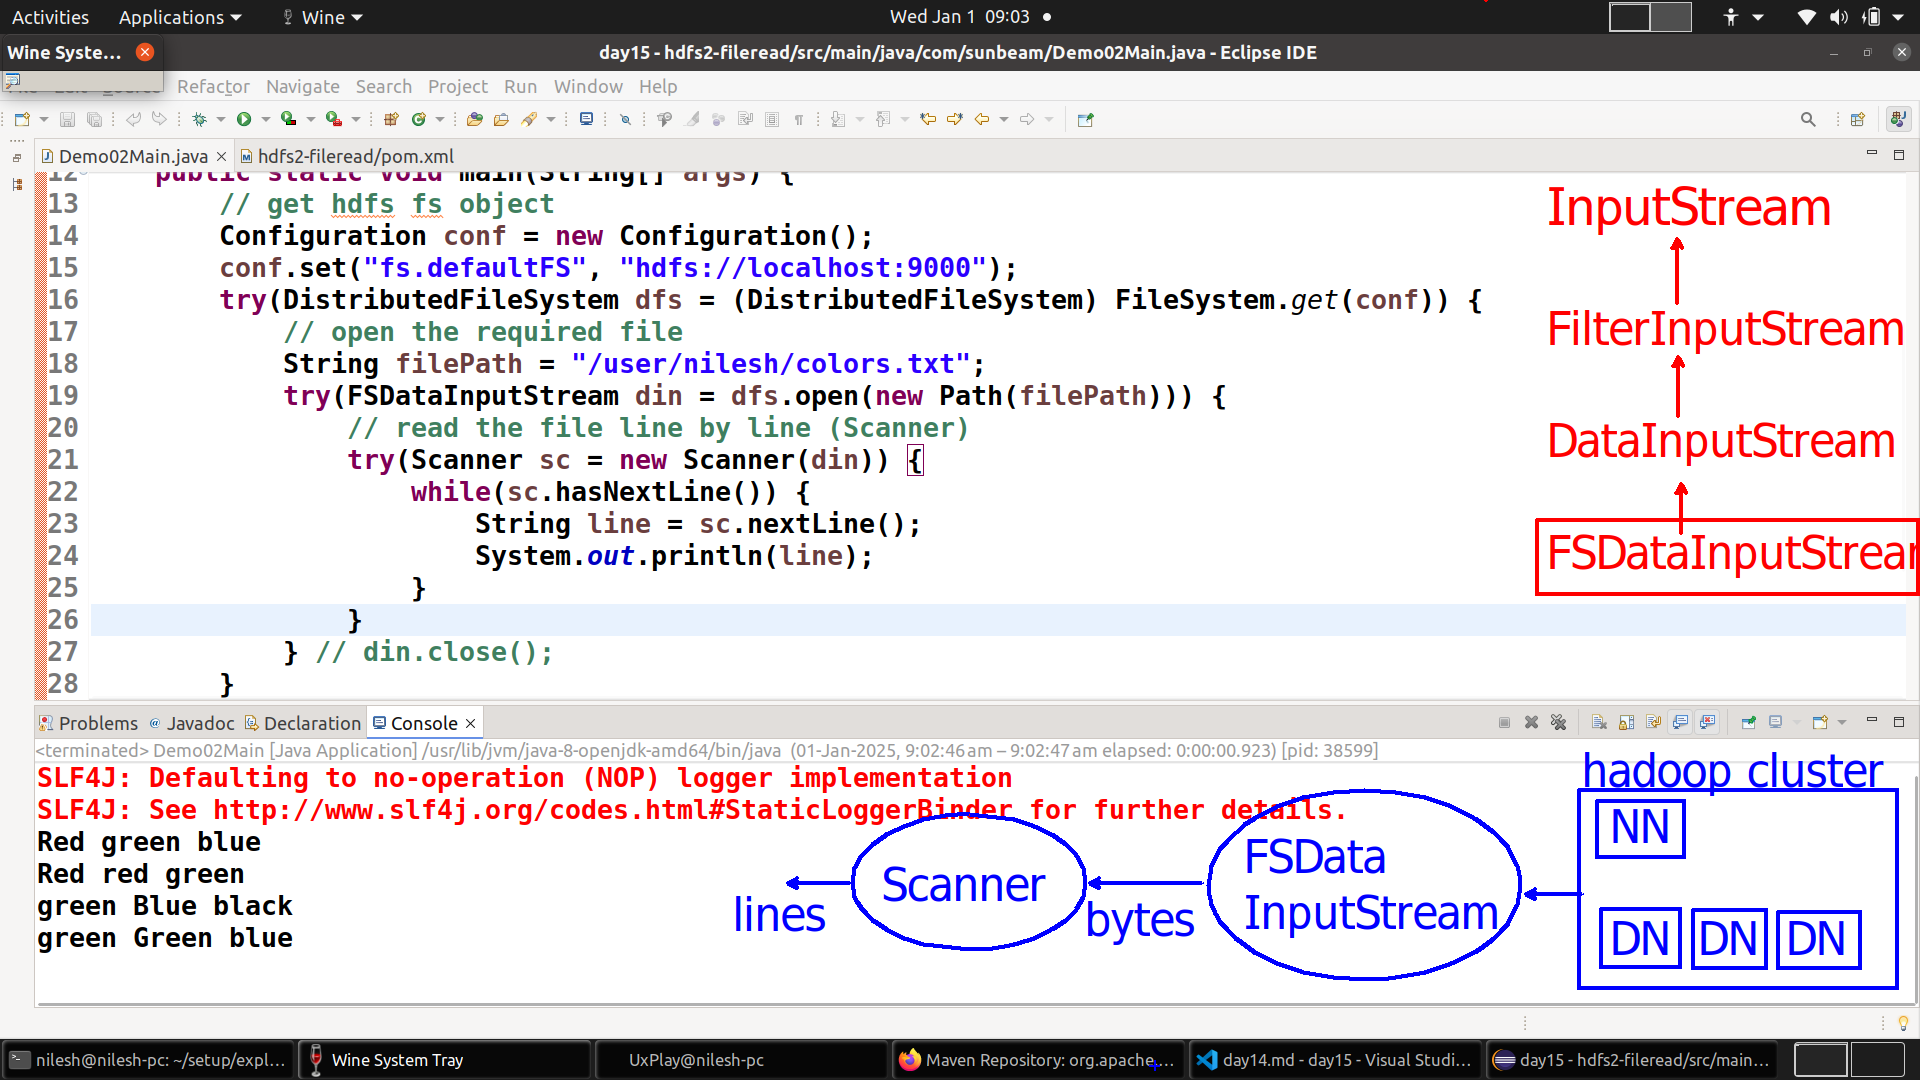 Activities Applications Wine Wed Jan 1 09:03
Wine Syste...
day15 - hdfs2-fileread/src/main/java/com/sunbeam/Demo02Main.java - Eclipse IDE
Refactor Navigate Search Project Run Window Help
Demo02Main.java hdfs2-fileread/pom.xml
12 public static void main(String[] args) {
13 // get hdfs fs object
14 Configuration conf = new Configuration();
15 conf.set("fs.defaultFS", "hdfs://localhost:9000");
16 try(DistributedFileSystem dfs = (DistributedFileSystem) FileSystem.get(conf)) {
17 // open the required file
18 String filePath = "/user/nilesh/colors.txt";
19 try(FSDataInputStream din = dfs.open(new Path(filePath))) {
20 // read the file line by line (Scanner)
21 try(Scanner sc = new Scanner(din)) {
22 while(sc.hasNextLine()) {
23 String line = sc.nextLine();
24 System.out.println(line);
25 }
26 }
27 } // din.close();
28 }
InputStream
FilterInputStream
DataInputStream
FSDataInputStream
Problems Javadoc Declaration Console
<terminated> Demo02Main [Java Application] /usr/lib/jvm/java-8-openjdk-amd64/bin/java (01-Jan-2025, 9:02:46 am – 9:02:47 am elapsed: 0:00:00.923) [pid: 38599]
SLF4J: Defaulting to no-operation (NOP) logger implementation
SLF4J: See http://www.slf4j.org/codes.html#StaticLoggerBinder for further details.
Red green blue
Red red green
green Blue black
green Green blue
lines
Scanner
bytes
FSData
InputStream
hadoop cluster
NN
DN DN DN
nilesh@nilesh-pc: ~/setup/expl... Wine System Tray UxPlay@nilesh-pc Maven Repository: org.apache.... day14.md - day15 - Visual Studi... day15 - hdfs2-fileread/src/main...